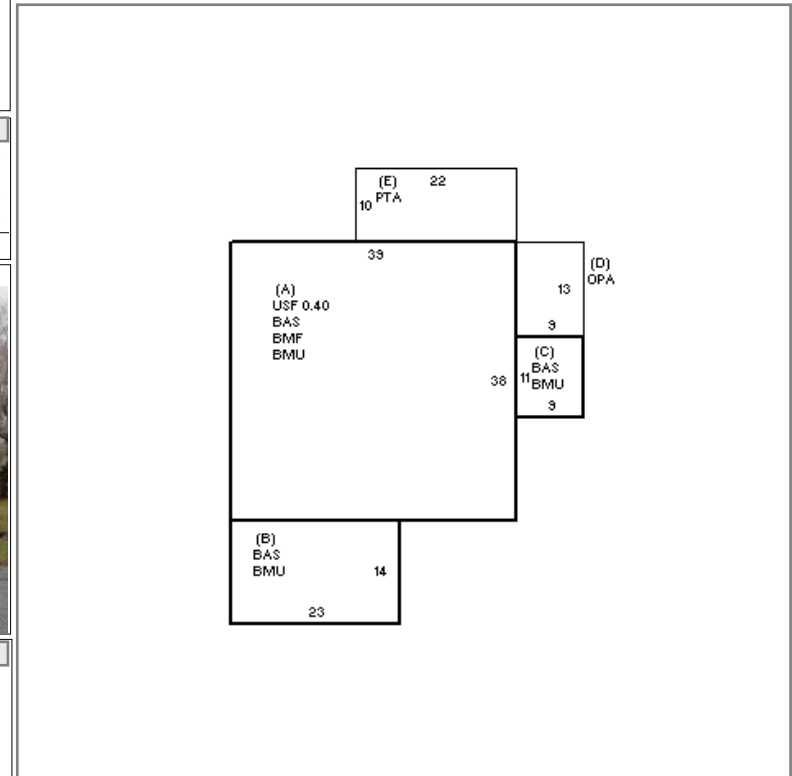 (E) 22
10 PTA
39
(D)
OPA
13
9
(A)
USF 0.40
BAS
BMF
BMU
38
(C)
11 BAS
BMU
9
(B)
BAS
BMU 14
23